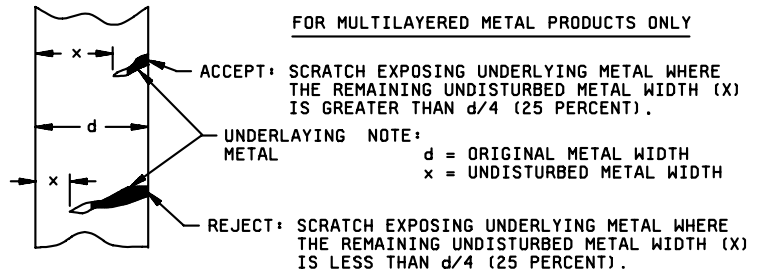 FOR MULTILAYERED METAL PRODUCTS ONLY
x
ACCEPT: SCRATCH EXPOSING UNDERLYING METAL WHERE
THE REMAINING UNDISTURBED METAL WIDTH (X)
IS GREATER THAN d/4 (25 PERCENT).
d
UNDERLAYING METAL
NOTE:
d = ORIGINAL METAL WIDTH
x = UNDISTURBED METAL WIDTH
x
REJECT: SCRATCH EXPOSING UNDERLYING METAL WHERE
THE REMAINING UNDISTURBED METAL WIDTH (X)
IS LESS THAN d/4 (25 PERCENT).